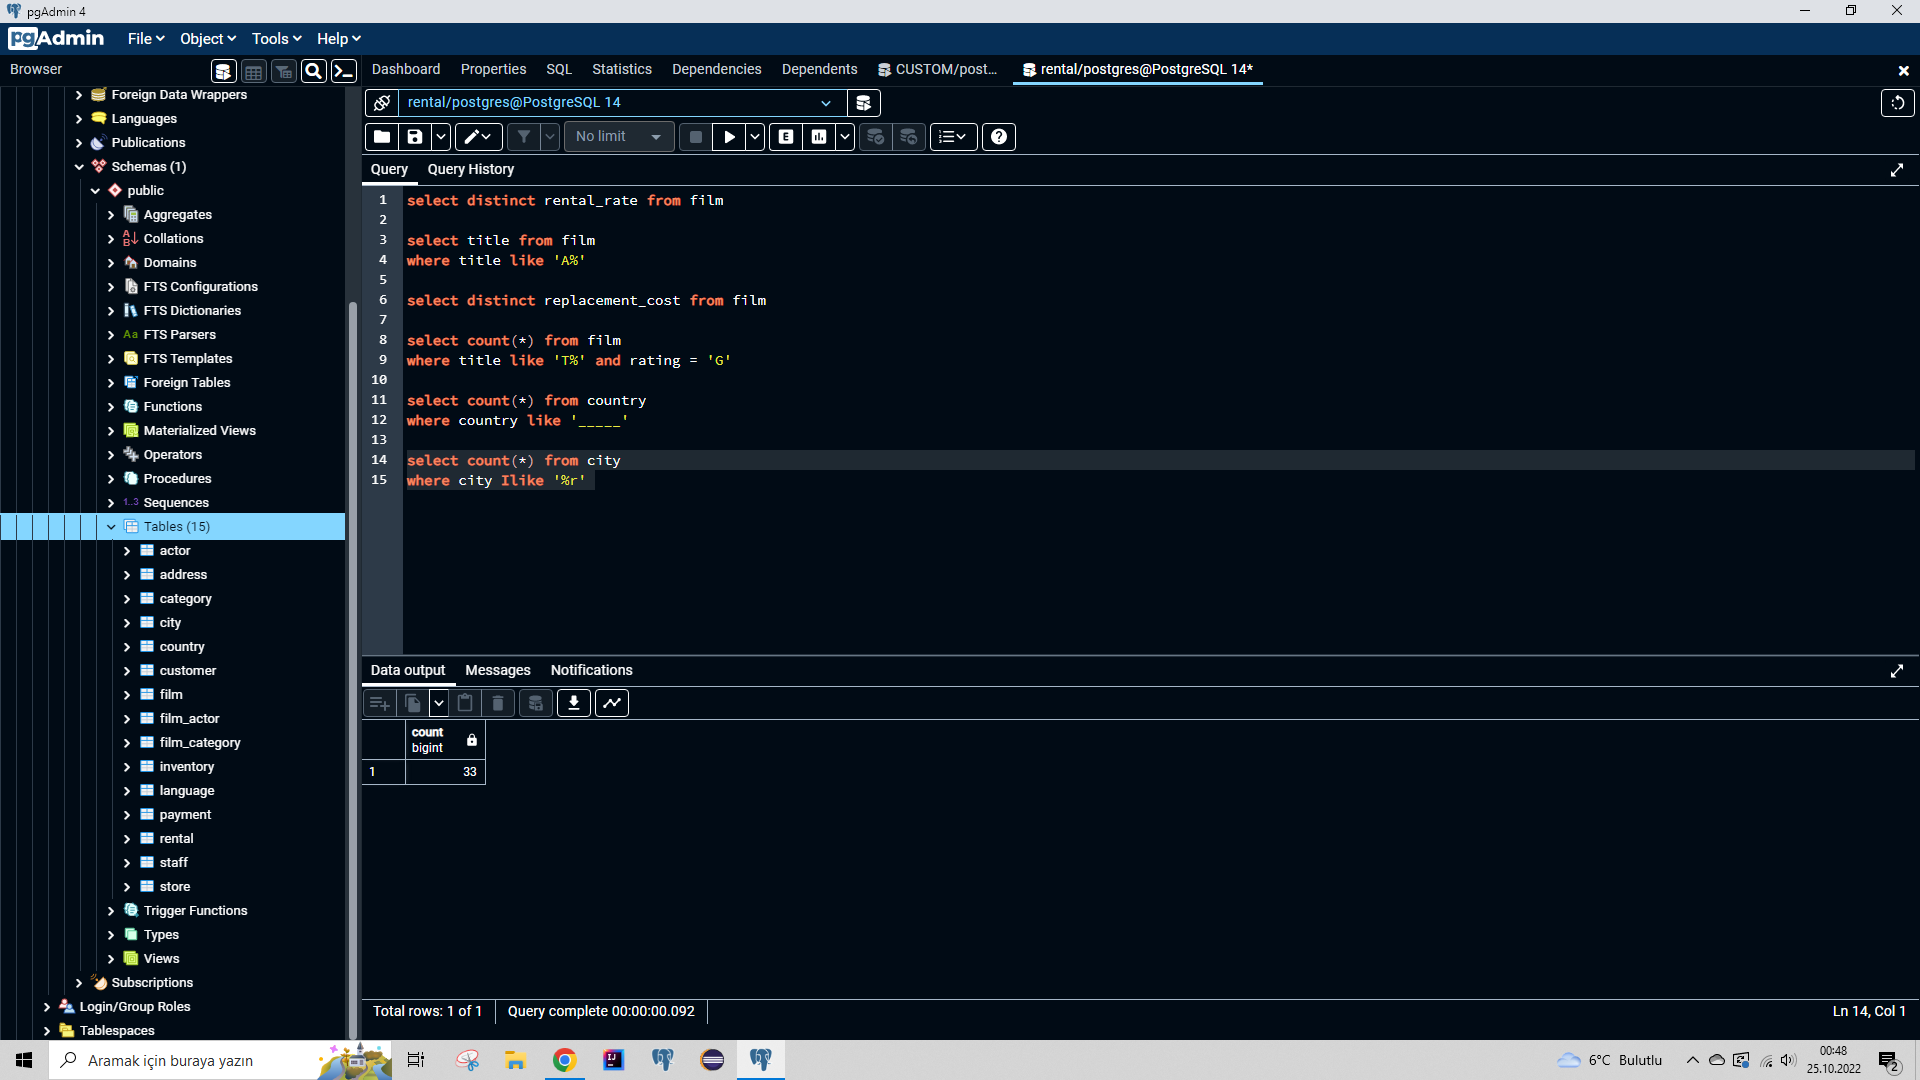 pgAdmin 4
pgAdmin
File
Object
Tools
Help
Browser
Dashboard
Properties
SQL
Statistics
Dependencies
Dependents
CUSTOM/post...
rental/postgres@PostgreSQL 14*
Foreign Data Wrappers
Languages
Publications
Schemas (1)
public
Aggregates
Collations
Domains
FTS Configurations
FTS Dictionaries
Aa FTS Parsers
FTS Templates
Foreign Tables
Functions
Materialized Views
Operators
Procedures
1..3 Sequences
Tables (15)
actor
address
category
city
country
customer
film
film_actor
film_category
inventory
language
payment
rental
staff
store
Trigger Functions
Types
Views
Subscriptions
Login/Group Roles
Tablespaces
rental/postgres@PostgreSQL 14
No limit
E
Query
Query History
1 select distinct rental_rate from film
2
3 select title from film
4 where title like 'A%'
5
6 select distinct replacement_cost from film
7
8 select count(*) from film
9 where title like 'T%' and rating = 'G'
10
11 select count(*) from country
12 where country like '_____'
13
14 select count(*) from city
15 where city Ilike '%r'
Data output
Messages
Notifications
count
bigint
1 33
Total rows: 1 of 1
Query complete 00:00:00.092
Ln 14, Col 1
Aramak için buraya yazın
6°C Bulutlu
00:48
25.10.2022
2